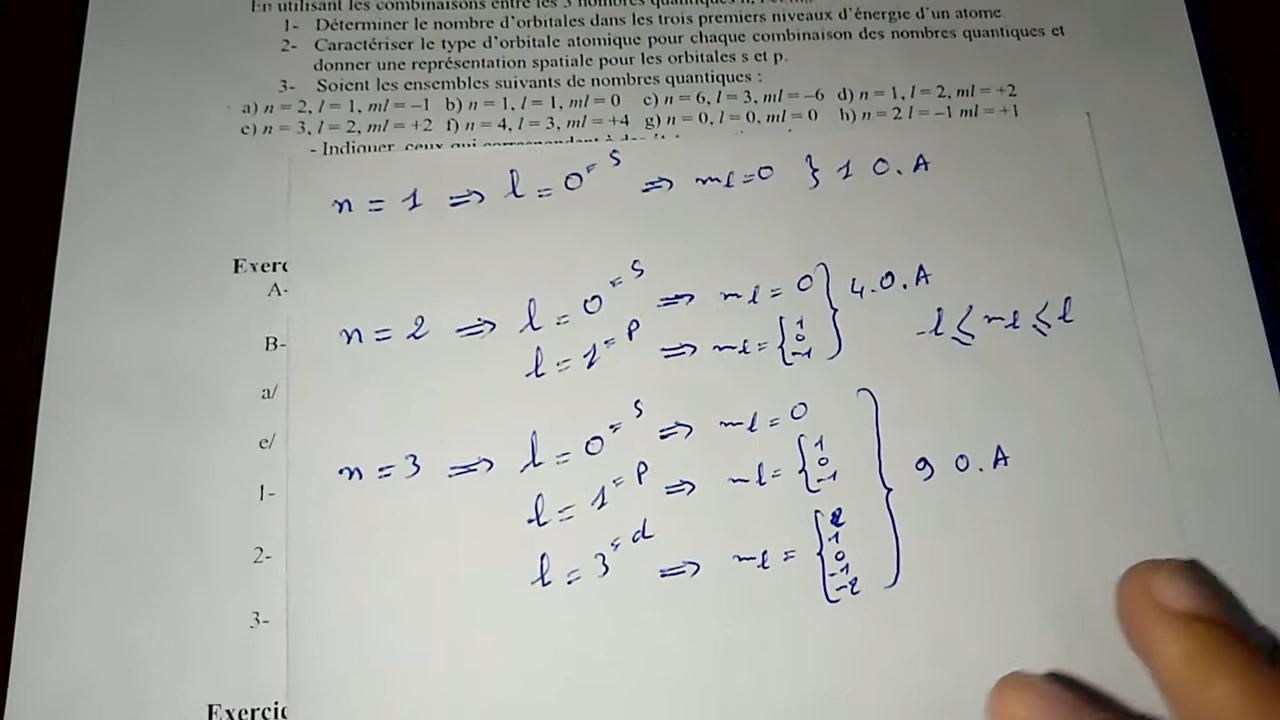 En utilisant les combinaisons entre les 3 nombres quantiques
1- Déterminer le nombre d'orbitales dans les trois premiers niveaux d'énergie d'un atome.
2- Caractériser le type d'orbitale atomique pour chaque combinaison des nombres quantiques et
donner une représentation spatiale pour les orbitales s et p.
3- Soient les ensembles suivants de nombres quantiques :
a) n = 2, l = 1, ml = −1 b) n = 1, l = 1, ml = 0 c) n = 6, l = 3, ml = −6 d) n = 1, l = 2, ml = +2
e) n = 3, l = 2, ml = +2 f) n = 4, l = 3, ml = +4 g) n = 0, l = 0, ml = 0 h) n = 2 l = −1 ml = +1
- Indiquer ceux qui correspondent à
n = 1 => l = 0 = s => ml = 0 } 1 O.A
Exerc
A-
n = 2 => l = 0 = s => ml = 0 } 4.O.A
-l ≤ ml ≤ l
B-
l = 1 = p => ml = { 1 0 -1
a/
n = 3 => l = 0 = s => ml = 0
e/
l = 1 = p => ml = { 1 0 -1 } 9 O.A
1-
l = 3 = d => ml = { 2 1 0 -1 -2
2-
3-
Exercic